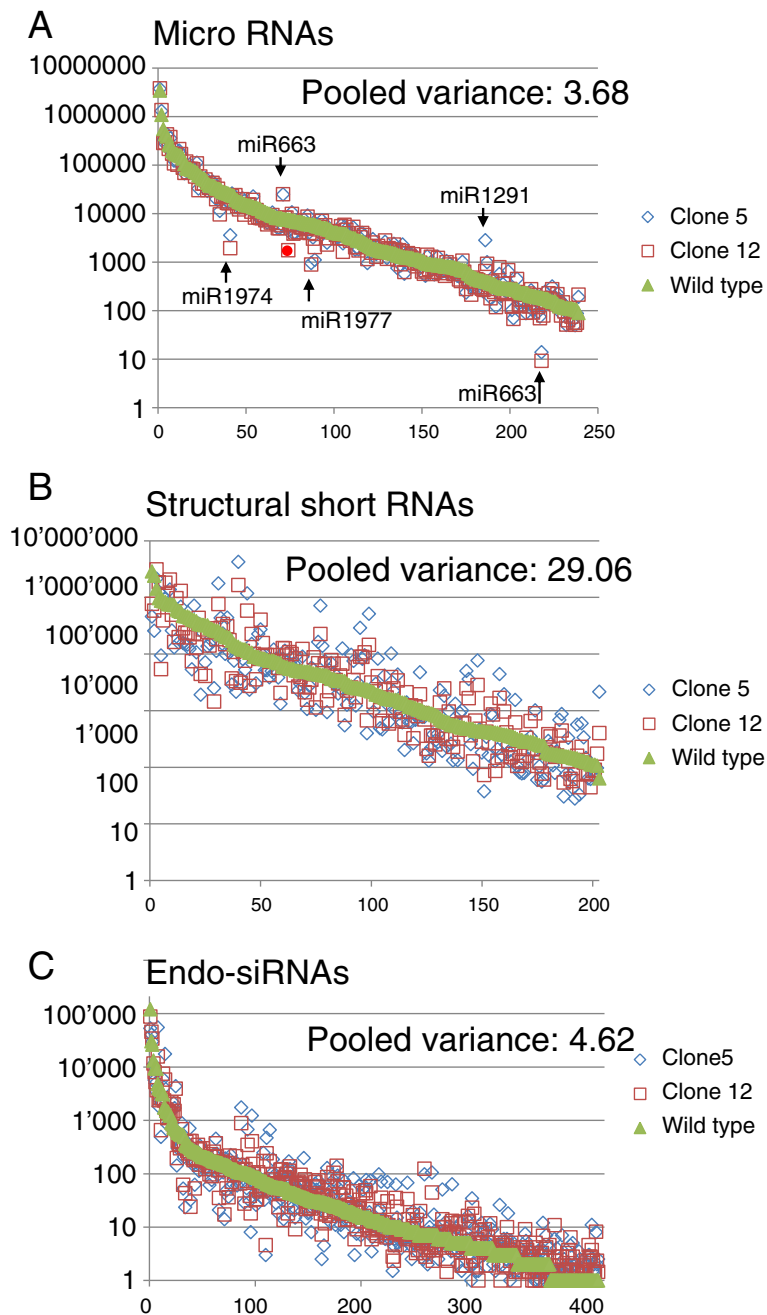 A
Micro RNAs
10000000
Pooled variance: 3.68
1000000
miR663
100000
miR1291
10000
Clone 5
1000
Clone 12
miR1974
Wild type
miR1977
100
10
miR663
1
0 50 100 150 200 250
B
Structural short RNAs
10'000'000
Pooled variance: 29.06
1'000'000
100'000
10'000
Clone 5
1'000
Clone 12
Wild type
100
10
1
0 50 100 150 200
C
Endo-siRNAs
100'000
Pooled variance: 4.62
Clone5
10'000
Clone 12
1'000
Wild type
100
10
1
0 100 200 300 400